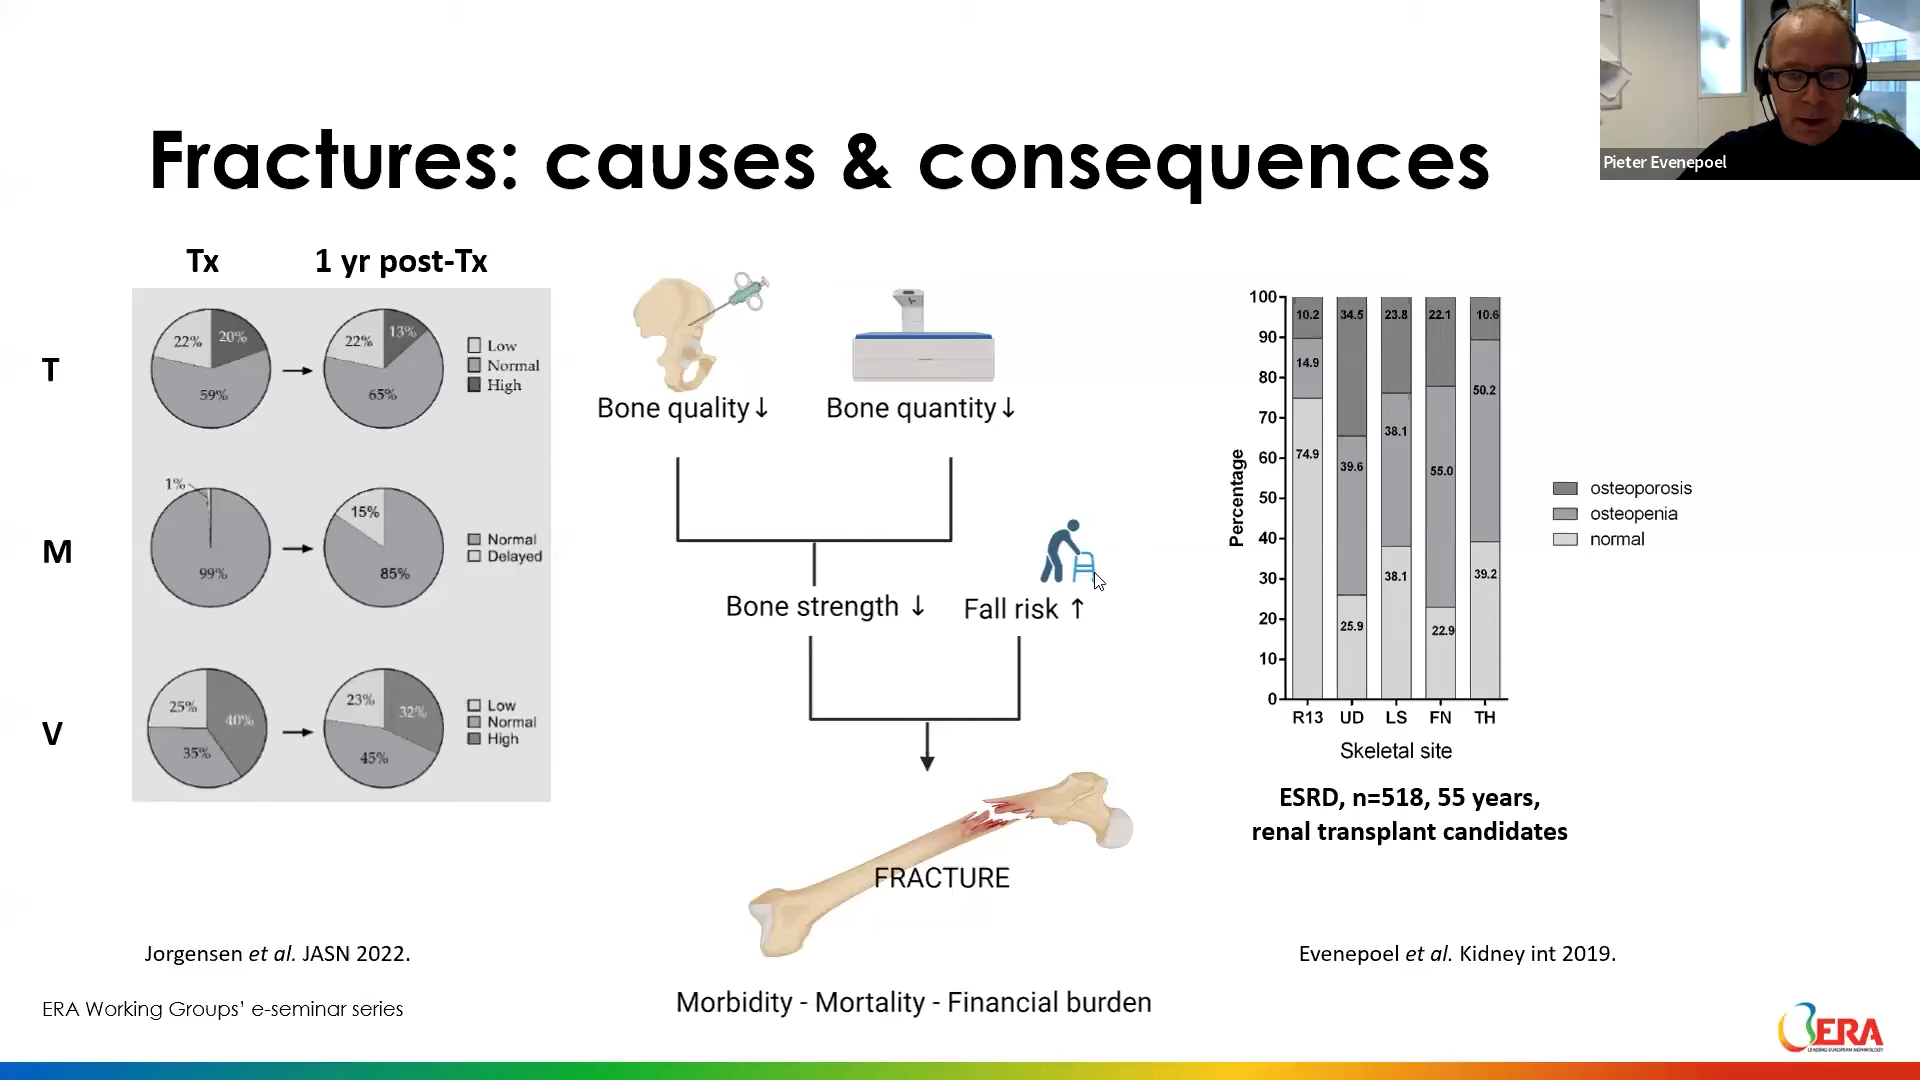 Pieter Evenepoel
Fractures: causes & consequences
Tx
1 yr post-Tx
T
22%
20%
59%
22%
13%
65%
Low
Normal
High
M
1%
99%
15%
85%
Normal
Delayed
V
25%
40%
35%
23%
32%
45%
Low
Normal
High
Jorgensen et al. JASN 2022.
Bone quality↓
Bone quantity↓
Bone strength ↓
Fall risk ↑
FRACTURE
Morbidity - Mortality - Financial burden
Percentage
100
90
80
70
60
50
40
30
20
10
0
10.2
34.5
23.8
22.1
10.6
14.9
39.6
38.1
55.0
50.2
74.9
25.9
38.1
22.9
39.2
R13
UD
LS
FN
TH
Skeletal site
osteoporosis
osteopenia
normal
ESRD, n=518, 55 years,
renal transplant candidates
Evenepoel et al. Kidney int 2019.
ERA Working Groups’ e-seminar series
ERA
LEADING EUROPEAN NEPHROLOGY